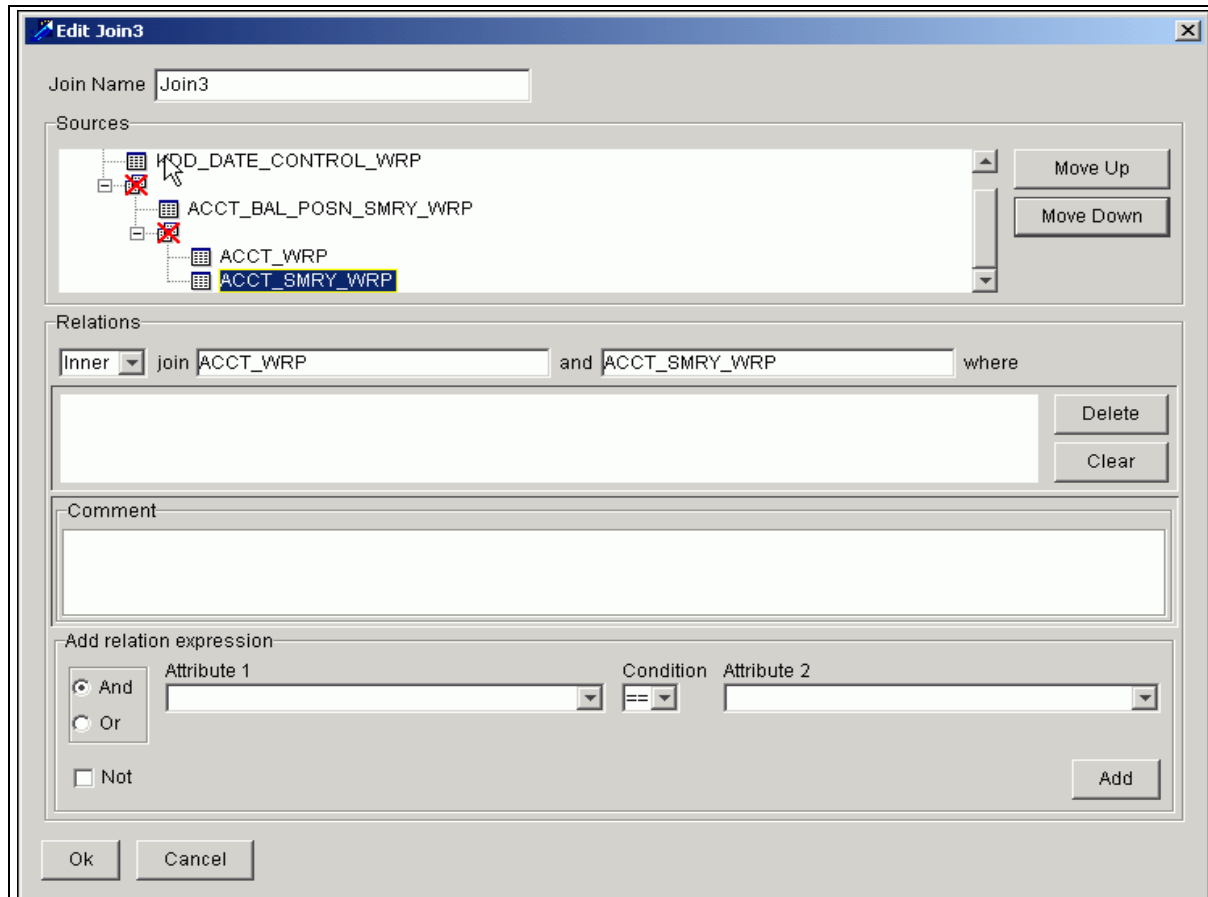 Edit Join3
Join Name Join3
Sources
KDD_DATE_CONTROL_WRP
ACCT_BAL_POSN_SMRY_WRP
ACCT_WRP
ACCT_SMRY_WRP
Move Up
Move Down
Relations
Inner join ACCT_WRP and ACCT_SMRY_WRP where
Delete
Clear
Comment
Add relation expression
And
Or
Attribute 1 Condition Attribute 2
==
Not
Add
Ok Cancel